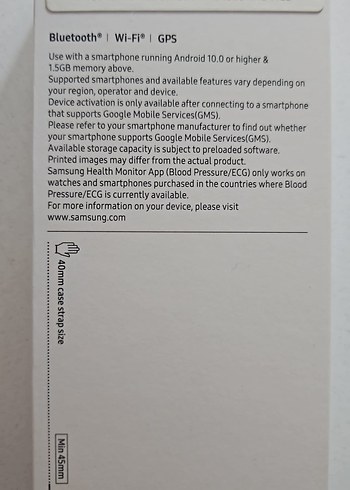 Bluetooth® | Wi-Fi® | GPS
Use with a smartphone running Android 10.0 or higher &
1.5GB memory above.
Supported smartphones and available features vary depending on
your region, operator and device.
Device activation is only available after connecting to a smartphone
that supports Google Mobile Services(GMS).
Please refer to your smartphone manufacturer to find out whether
your smartphone supports Google Mobile Services(GMS).
Available storage capacity is subject to preloaded software.
Printed images may differ from the actual product.
Samsung Health Monitor App (Blood Pressure/ECG) only works on
watches and smartphones purchased in the countries where Blood
Pressure/ECG is currently available.
For more information on your device, please visit
www.samsung.com
40mm case strap size
Min 45mm